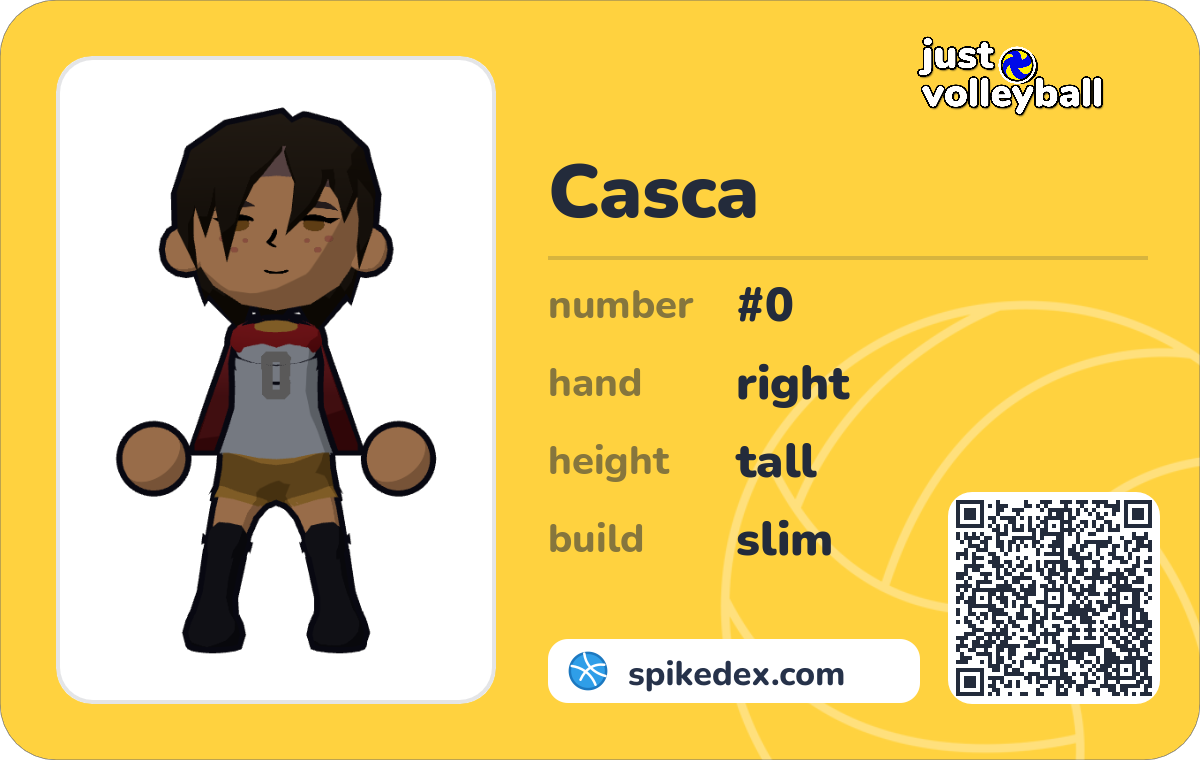 just
volleyball
Casca
number #0
hand right
height tall
build slim
spikedex.com
0